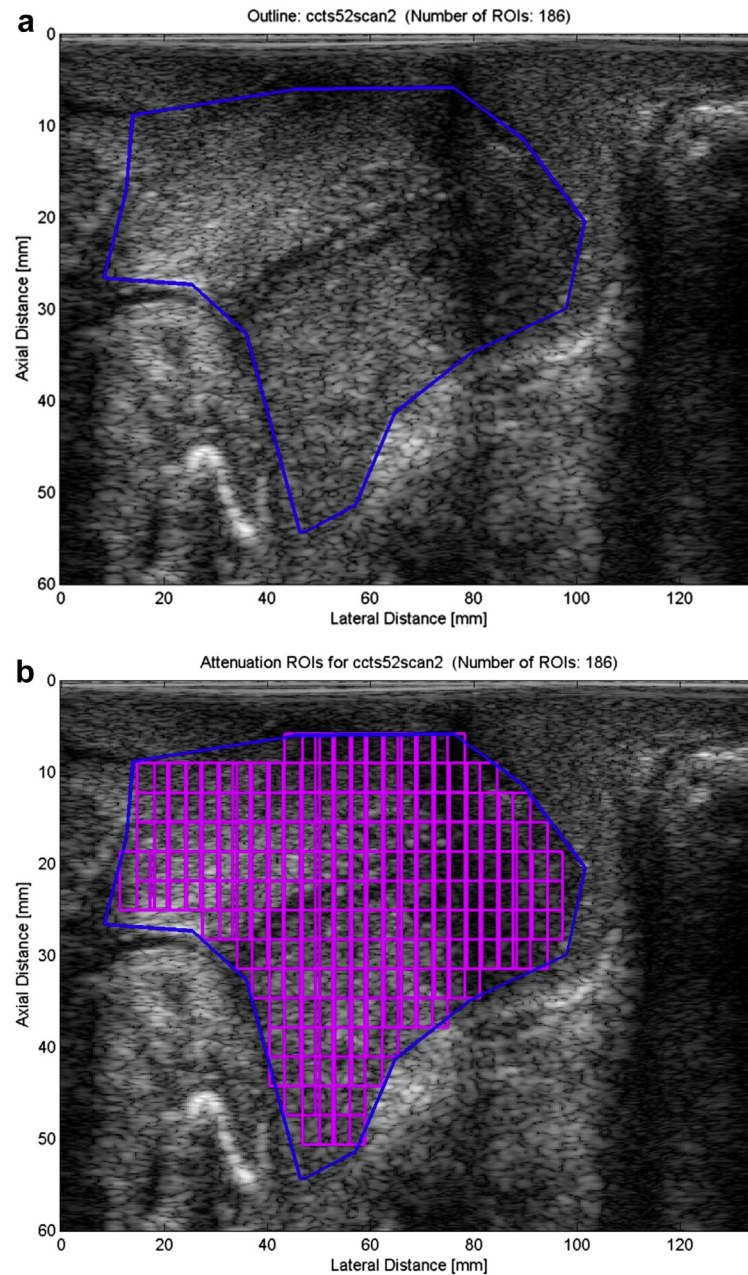 a
Outline: ccts52scan2 (Number of ROIs: 186)
0
10
20
30
40
50
60
Axial Distance [mm]
0 20 40 60 80 100 120
Lateral Distance [mm]
b
Attenuation ROIs for ccts52scan2 (Number of ROIs: 186)
0
10
20
30
40
50
60
Axial Distance [mm]
0 20 40 60 80 100 120
Lateral Distance [mm]